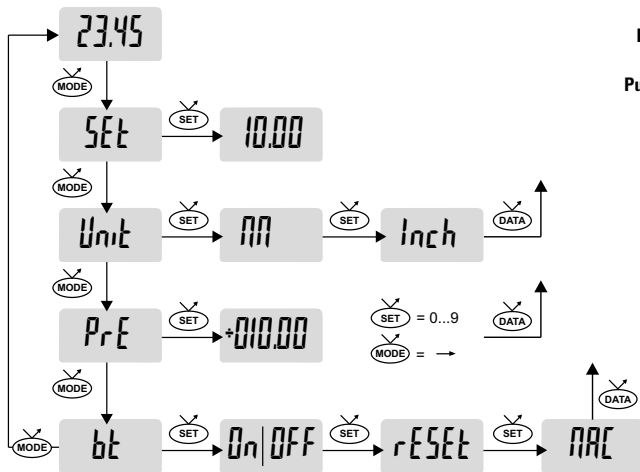 23.45
MODE
SEt SET 10.00
MODE
Unit SET MM SET Inch DATA
MODE
PrE SET +010.00 SET = 0...9 DATA
MODE = →
MODE
DATA
MODE bt SET On|OFF SET rESEt SET MAC
Pu